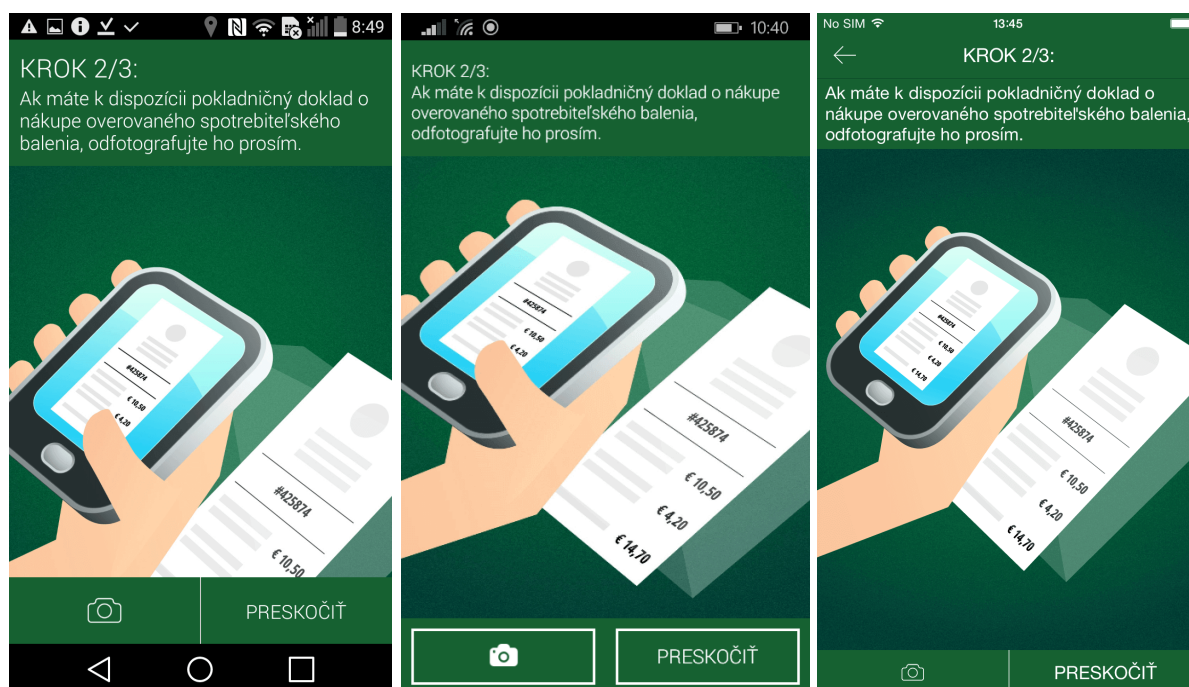 8:49
KROK 2/3:
Ak máte k dispozícii pokladničný doklad o
nákupe overovaného spotrebiteľského
balenia, odfotografujte ho prosím.
#425874
€ 10,50
€ 4,20
#425874
€ 10,50
PRESKOČIŤ
10:40
KROK 2/3:
Ak máte k dispozícii pokladničný doklad o nákupe
overovaného spotrebiteľského balenia,
odfotografujte ho prosím.
#425874
€ 10,50
€ 4,20
#425874
€ 10,50
€ 4,20
€ 14,70
PRESKOČIŤ
No SIM 13:45
KROK 2/3:
Ak máte k dispozícii pokladničný doklad o
nákupe overovaného spotrebiteľského balenia,
odfotografujte ho prosím.
#425874
€ 10,50
€ 4,20
€ 14,70
#425874
€ 10,50
€ 4,20
€ 14,70
PRESKOČIŤ